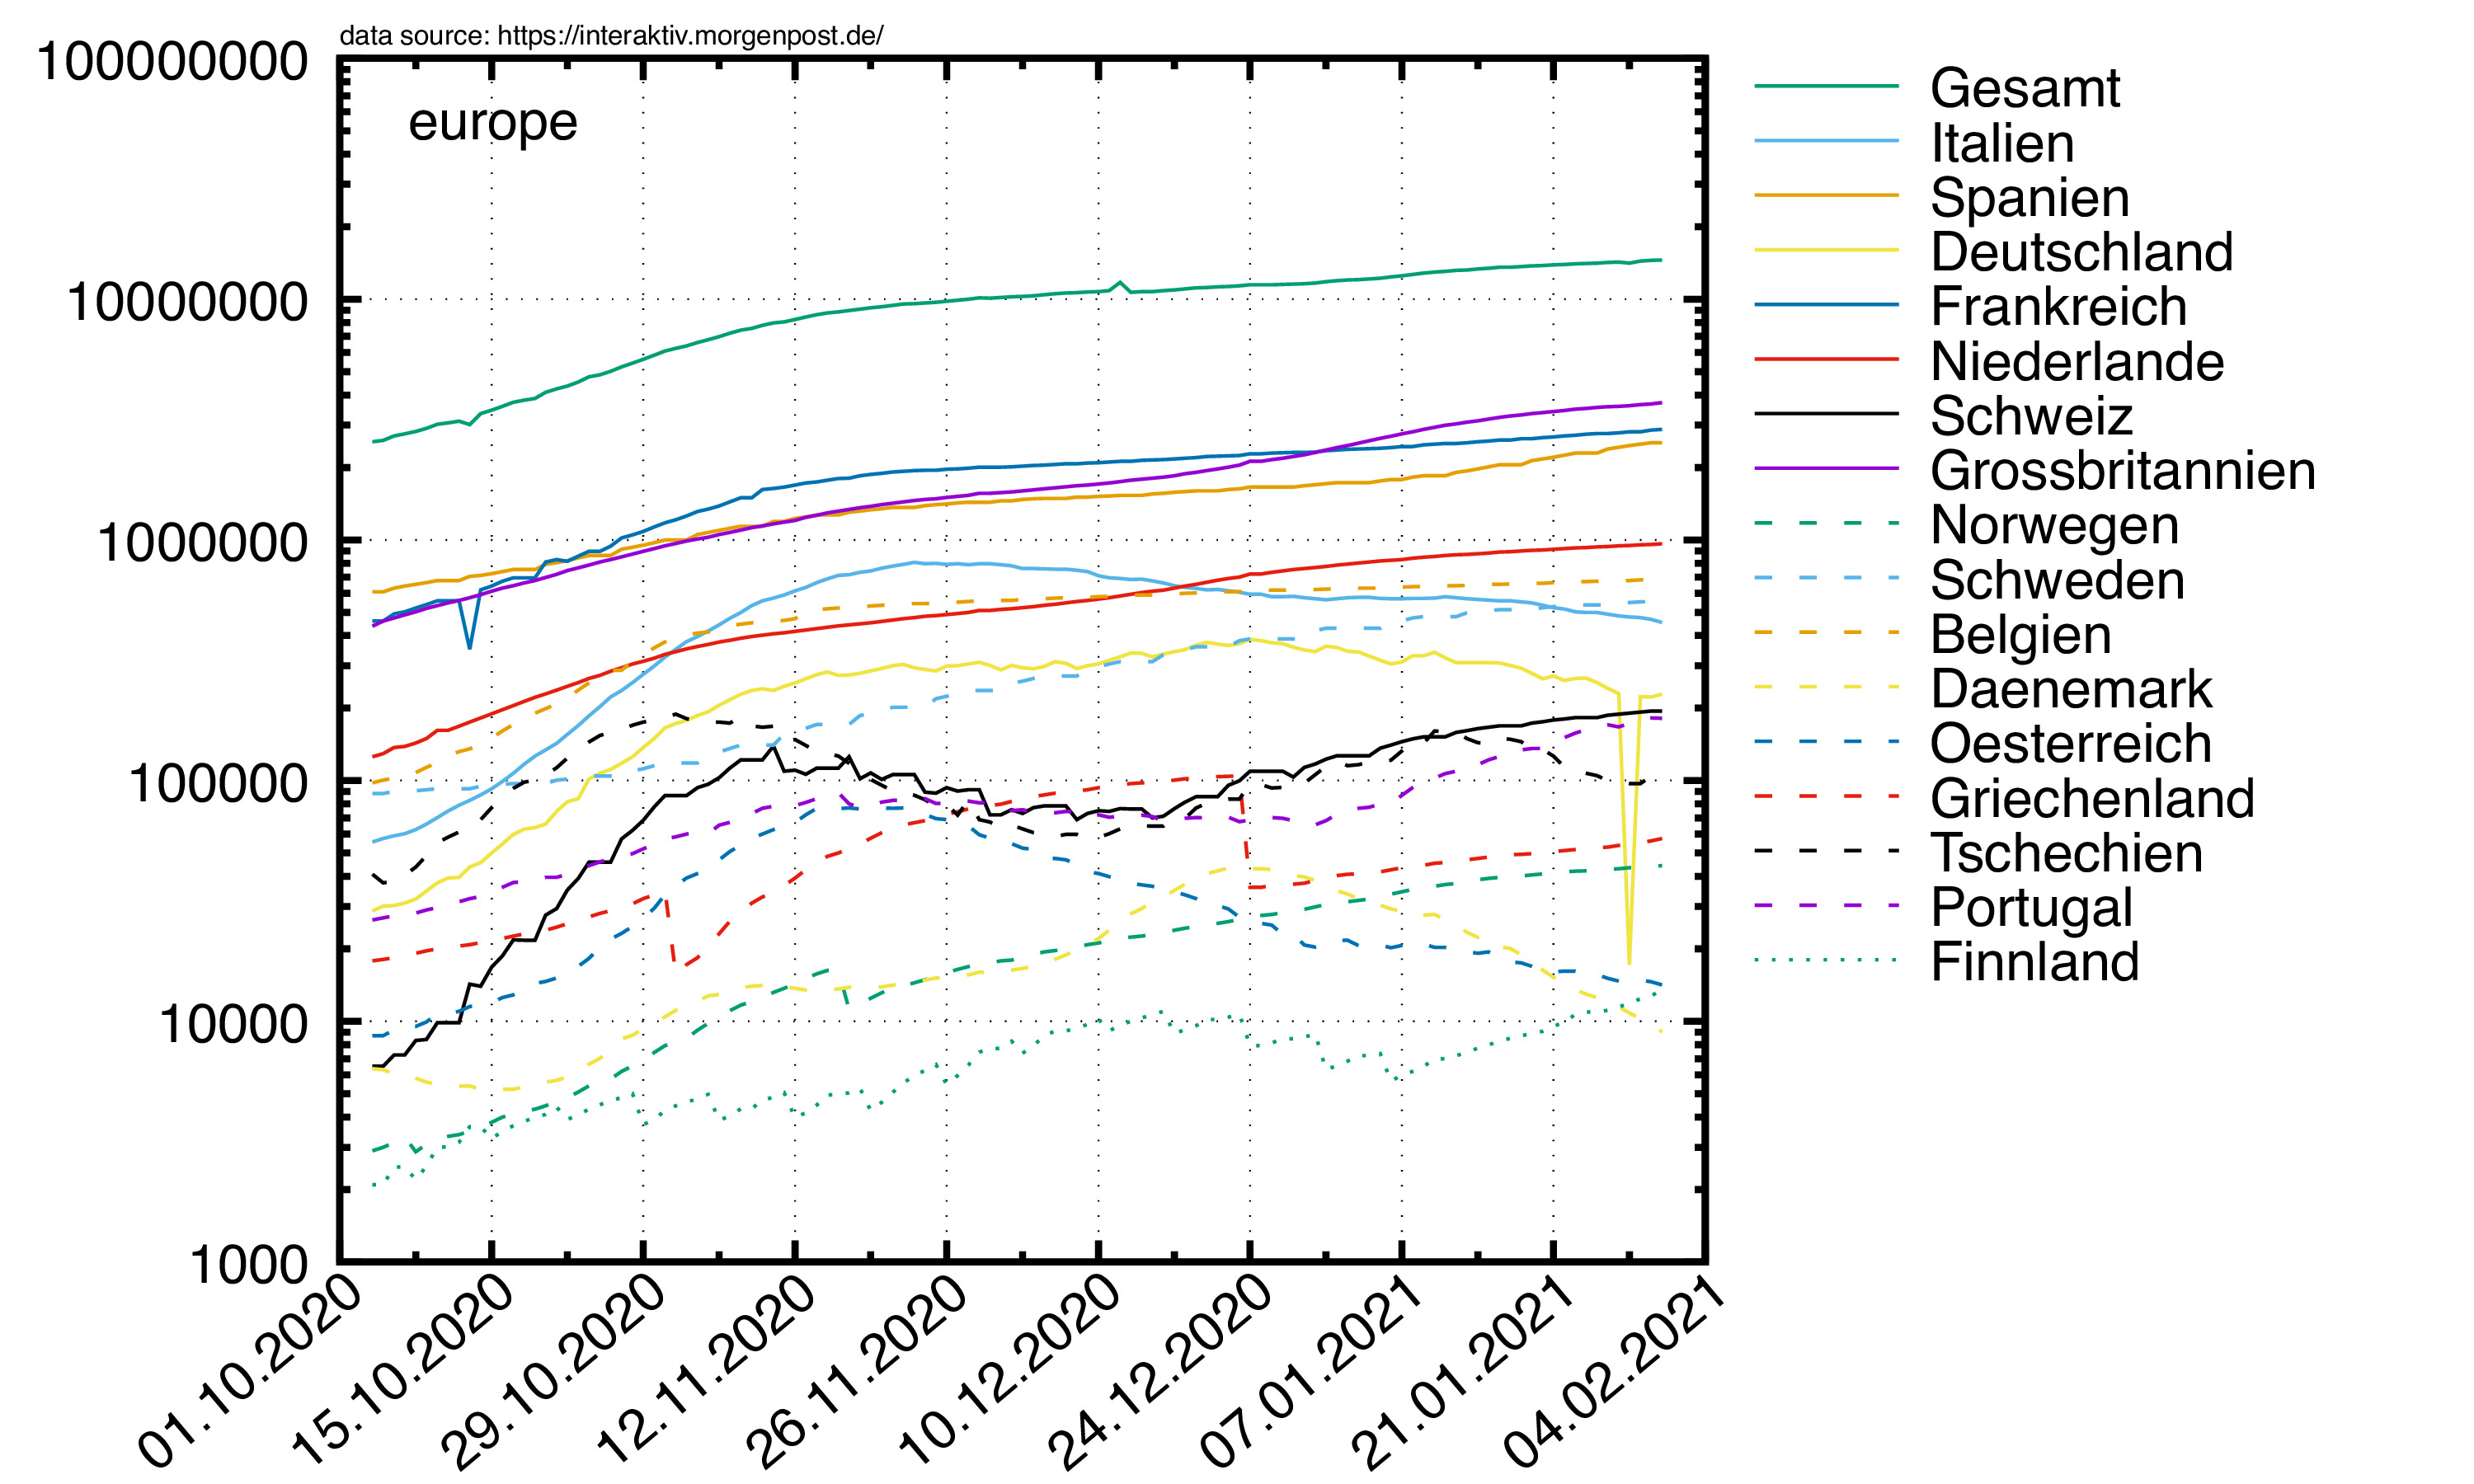 data source: https://interaktiv.morgenpost.de/
europe
100000000
10000000
1000000
100000
10000
1000
01.10.2020
15.10.2020
29.10.2020
12.11.2020
26.11.2020
10.12.2020
24.12.2020
07.01.2021
21.01.2021
04.02.2021
Gesamt
Italien
Spanien
Deutschland
Frankreich
Niederlande
Schweiz
Grossbritannien
Norwegen
Schweden
Belgien
Daenemark
Oesterreich
Griechenland
Tschechien
Portugal
Finnland